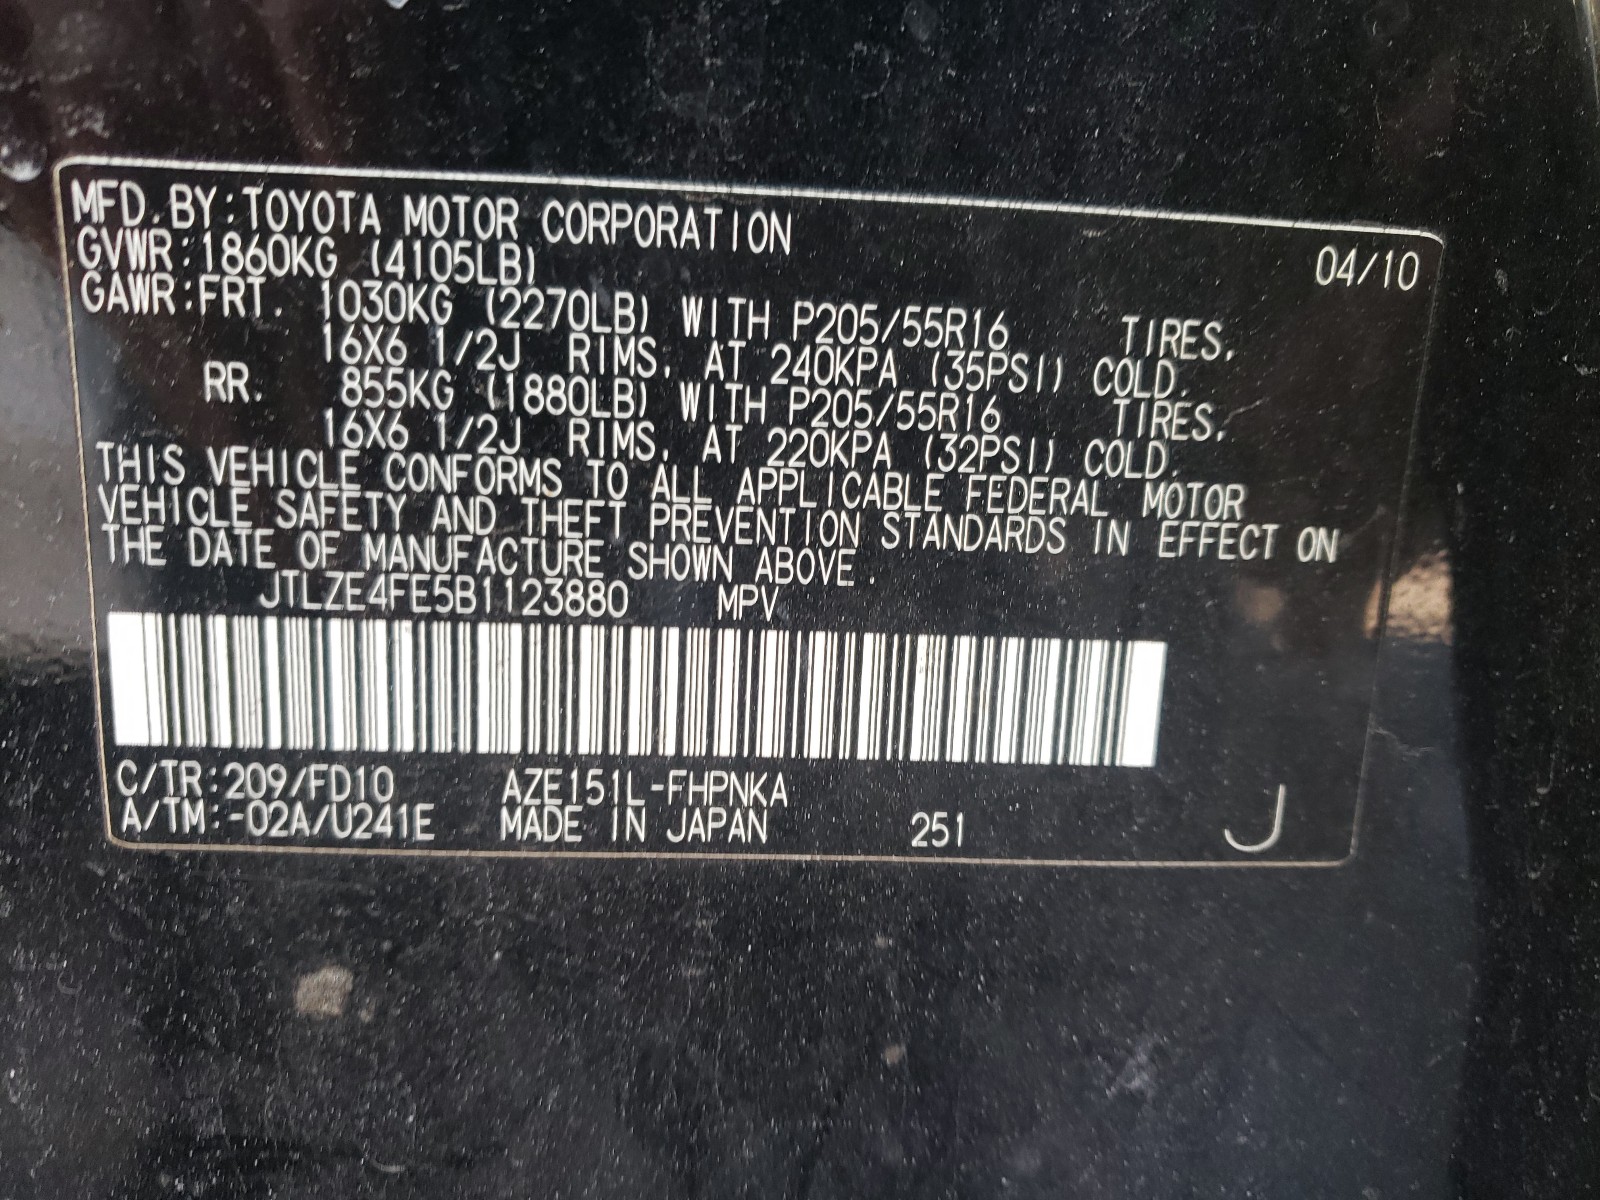 MFD.BY:TOYOTA MOTOR CORPORATION 04/10
GVWR:1860KG (4105LB)
GAWR:FRT. 1030KG (2270LB) WITH P205/55R16 TIRES,
16X6 1/2J RIMS, AT 240KPA (35PSI) COLD.
RR. 855KG (1880LB) WITH P205/55R16 TIRES,
16X6 1/2J RIMS, AT 220KPA (32PSI) COLD.
THIS VEHICLE CONFORMS TO ALL APPLICABLE FEDERAL MOTOR
VEHICLE SAFETY AND THEFT PREVENTION STANDARDS IN EFFECT ON
THE DATE OF MANUFACTURE SHOWN ABOVE.
JTLZE4FE5B1123880 MPV
C/TR:209/FD10 AZE151L-FHPNKA
A/TM:-02A/U241E MADE IN JAPAN 251 J